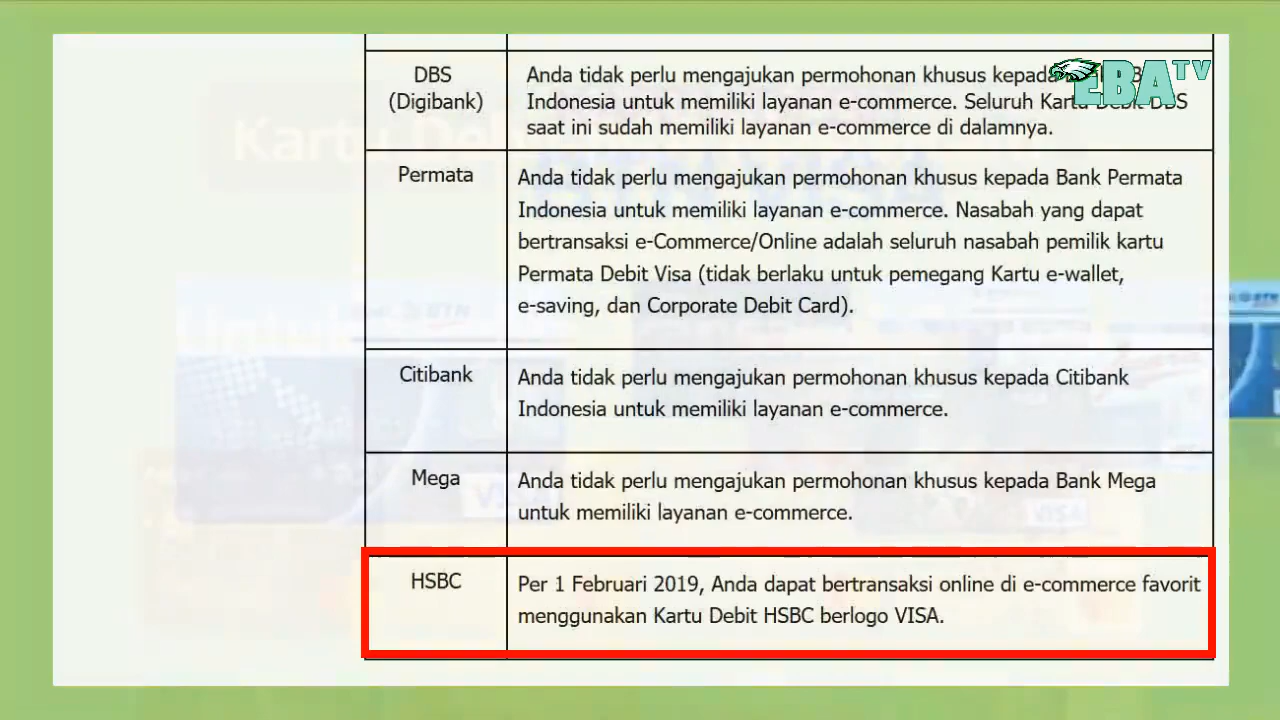 EBATV
DBS
(Digibank)
Anda tidak perlu mengajukan permohonan khusus kepada
Indonesia untuk memiliki layanan e-commerce. Seluruh Kartu Debit DBS
saat ini sudah memiliki layanan e-commerce di dalamnya.
Permata
Anda tidak perlu mengajukan permohonan khusus kepada Bank Permata
Indonesia untuk memiliki layanan e-commerce. Nasabah yang dapat
bertransaksi e-Commerce/Online adalah seluruh nasabah pemilik kartu
Permata Debit Visa (tidak berlaku untuk pemegang Kartu e-wallet,
e-saving, dan Corporate Debit Card).
Citibank
Anda tidak perlu mengajukan permohonan khusus kepada Citibank
Indonesia untuk memiliki layanan e-commerce.
Mega
Anda tidak perlu mengajukan permohonan khusus kepada Bank Mega
untuk memiliki layanan e-commerce.
HSBC
Per 1 Februari 2019, Anda dapat bertransaksi online di e-commerce favorit
menggunakan Kartu Debit HSBC berlogo VISA.